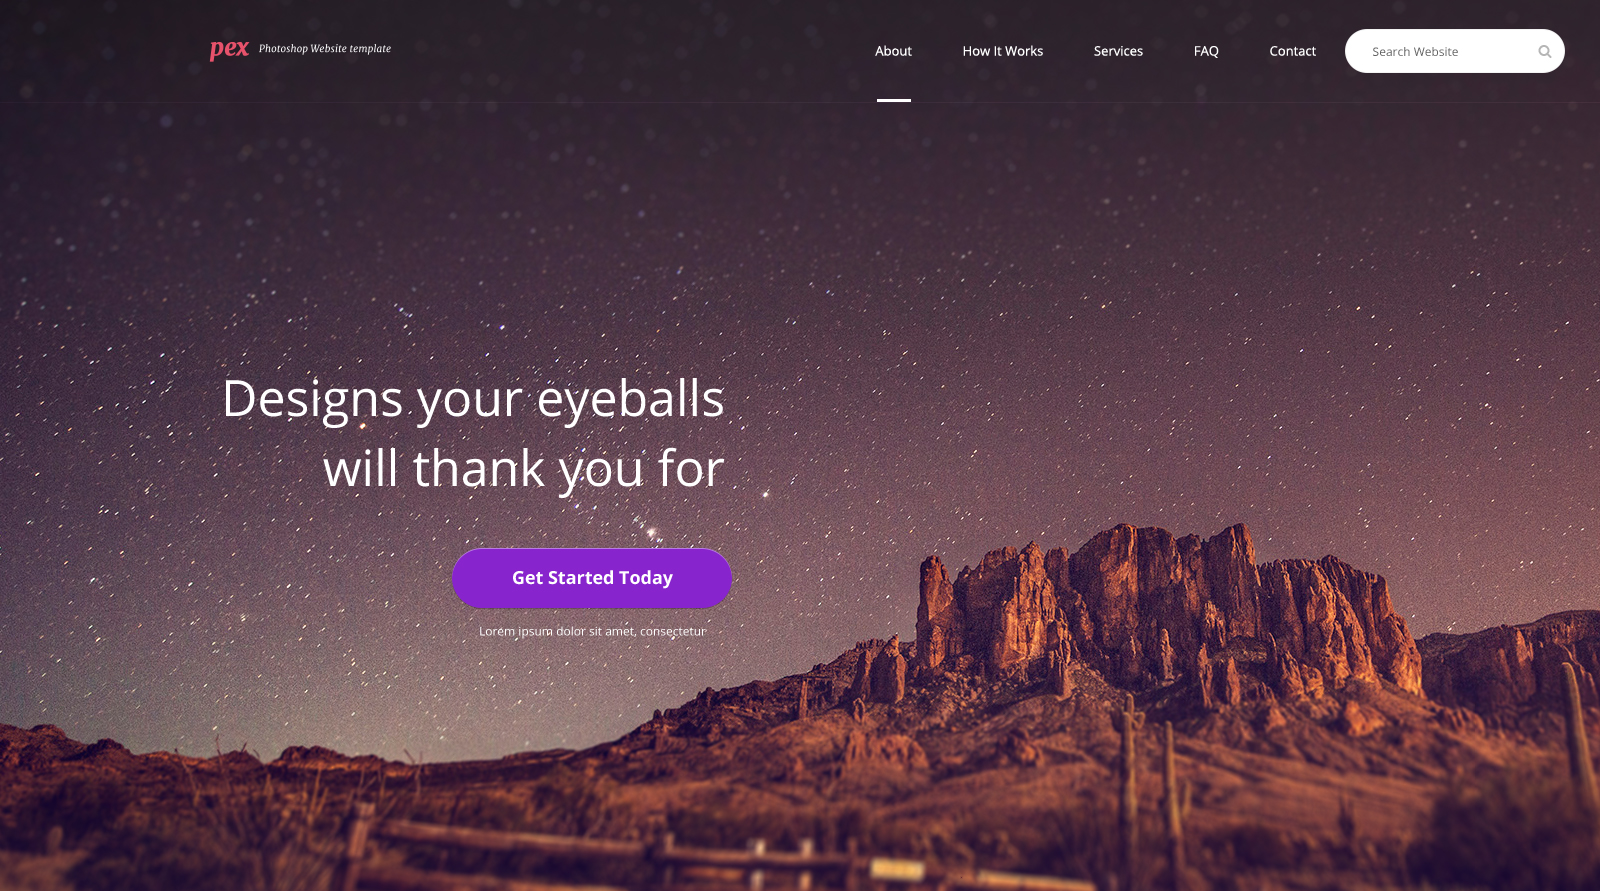 pex Photoshop Website template
About How It Works Services FAQ Contact Search Website
Designs your eyeballs
will thank you for
Get Started Today
Lorem ipsum dolor sit amet, consectetur